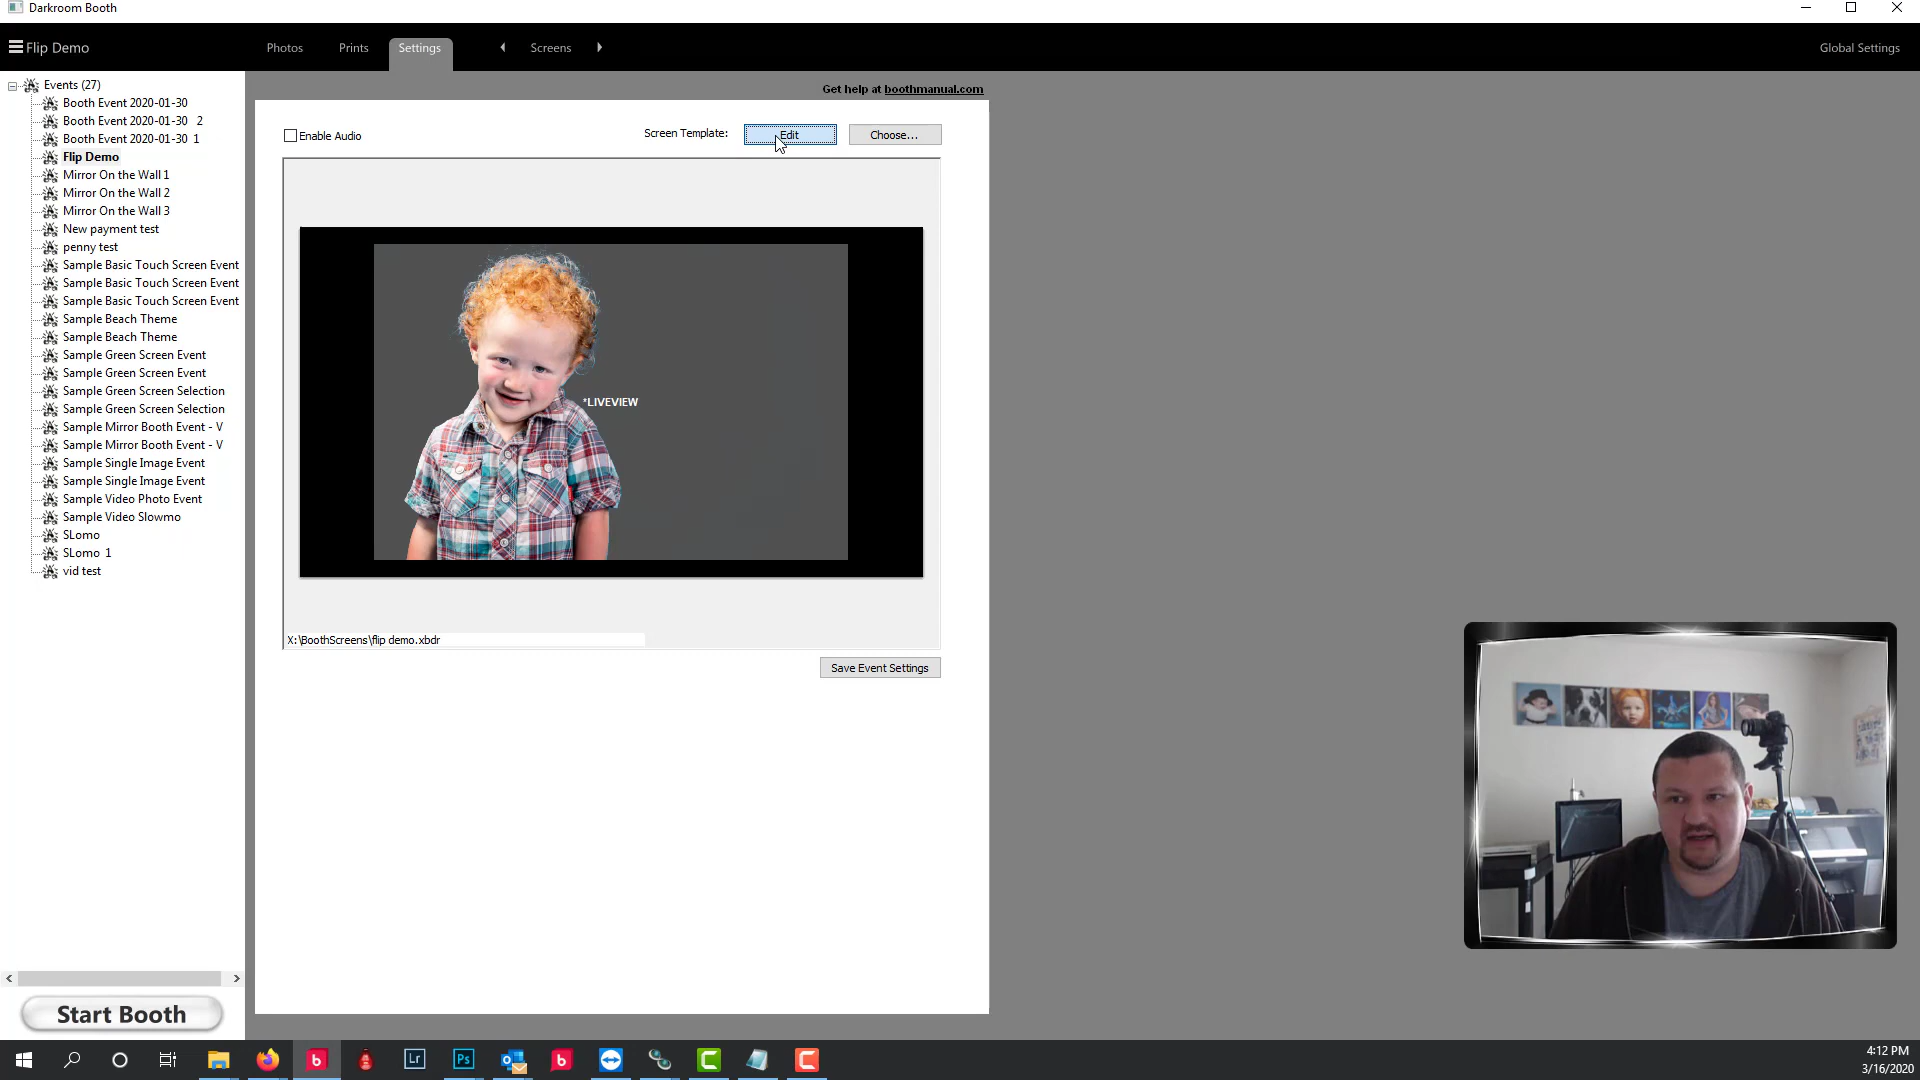 Darkroom Booth
Flip Demo
Photos
Prints
Settings
Screens
Global Settings
Get help at boothmanual.com
Events (27)
Booth Event 2020-01-30
Booth Event 2020-01-30 2
Booth Event 2020-01-30 1
Flip Demo
Mirror On the Wall 1
Mirror On the Wall 2
Mirror On the Wall 3
New payment test
penny test
Sample Basic Touch Screen Event
Sample Basic Touch Screen Event
Sample Basic Touch Screen Event
Sample Beach Theme
Sample Beach Theme
Sample Green Screen Event
Sample Green Screen Event
Sample Green Screen Selection
Sample Green Screen Selection
Sample Mirror Booth Event - V
Sample Mirror Booth Event - V
Sample Single Image Event
Sample Single Image Event
Sample Video Photo Event
Sample Video Slowmo
SLomo
SLomo 1
vid test
Start Booth
Enable Audio
Screen Template:
Edit
Choose...
*LIVEVIEW
X:\BoothScreens\flip demo.xbdr
Save Event Settings
b
Lr
Ps
b
4:12 PM
3/16/2020